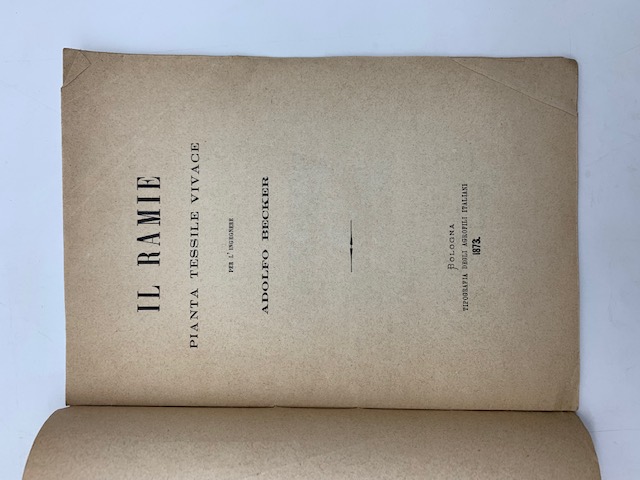 IL RAMIE
PIANTA TESSILE VIVACE
PER L'INGEGNERE
ADOLFO BECKER
BOLOGNA
TIPOGRAFIA DEGLI AGROFILI ITALIANI
1873.